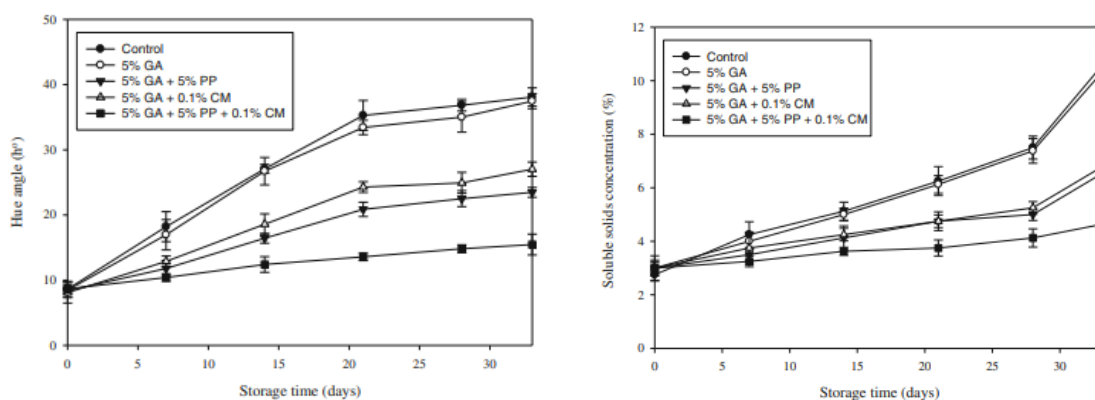 50
40
30
20
10
0
Hue angle (h°)
Control
5% GA
5% GA + 5% PP
5% GA + 0.1% CM
5% GA + 5% PP + 0.1% CM
0 5 10 15 20 25 30
Storage time (days)
12
10
8
6
4
2
0
Soluble solids concentration (%)
Control
5% GA
5% GA + 5% PP
5% GA + 0.1% CM
5% GA + 5% PP + 0.1% CM
0 5 10 15 20 25 30
Storage time (days)